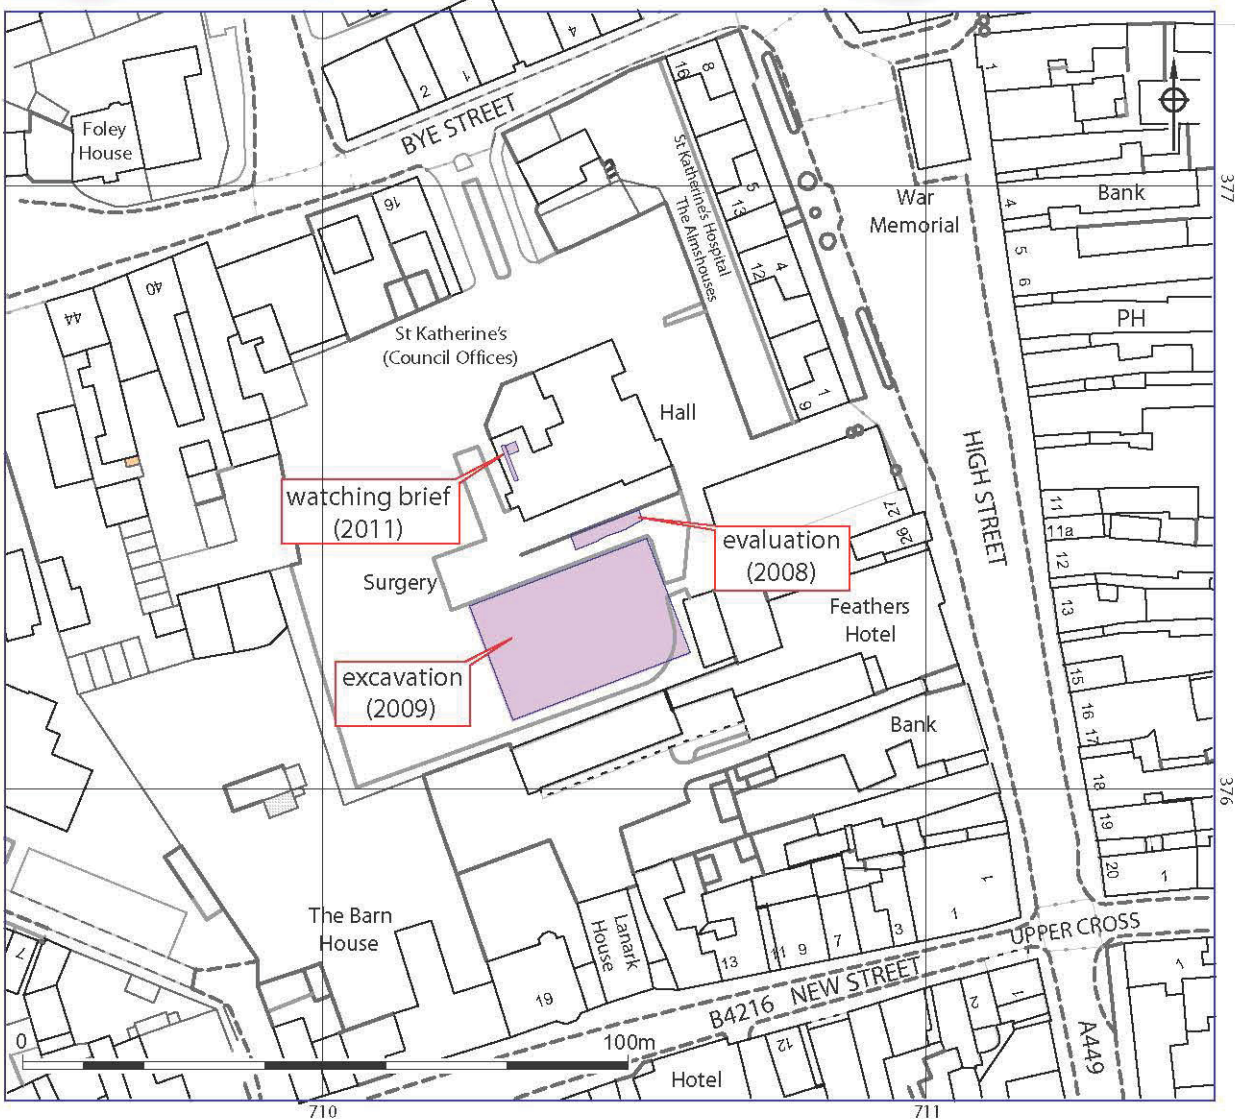 4
1
2
BYE STREET
Foley
House
16
8
1
377
Bank
War
Memorial
St Katherine's Hospital
The Almshouses
5
13
16
4
12
4
5
6
40
44
PH
St Katherine's
(Council Offices)
1
9
Hall
HIGH STREET
watching brief
(2011)
27
26
11
11a
12
13
evaluation
(2008)
Surgery
Feathers
Hotel
excavation
(2009)
15
16
17
Bank
376
18
19
20
1
1
1
The Barn
House
Lanark
House
UPPER CROSS
3
7
9
11
13
19
7
B4216 NEW STREET
1
1
2
12
A449
0
100m
Hotel
710
711